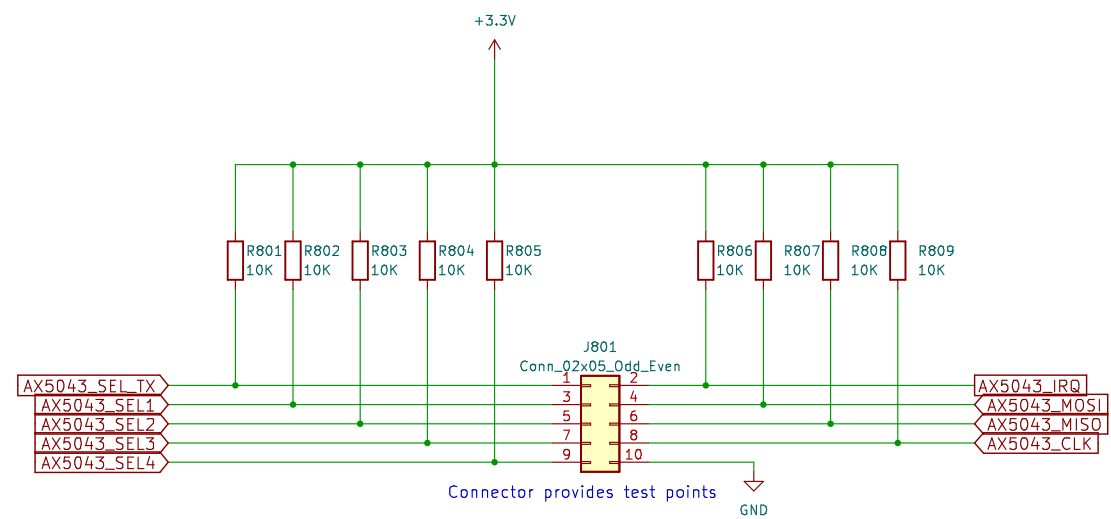 +3.3V
R801 R802 R803 R804 R805 R806 R807 R808 R809
10K 10K 10K 10K 10K 10K 10K 10K 10K
J801
Conn_02x05_Odd_Even
AX5043_SEL_TX 1 2 AX5043_IRQ
AX5043_SEL1 3 4 AX5043_MOSI
AX5043_SEL2 5 6 AX5043_MISO
AX5043_SEL3 7 8 AX5043_CLK
AX5043_SEL4 9 10
Connector provides test points
GND